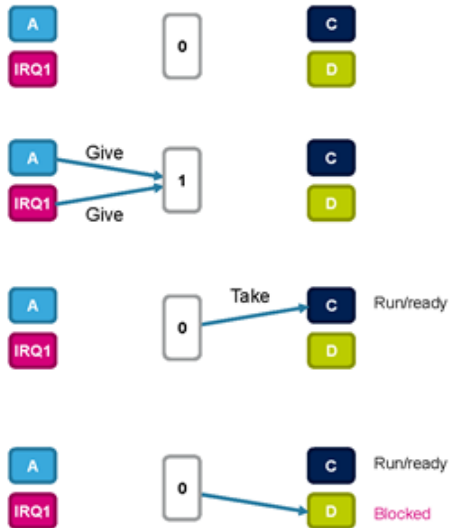 A
0
C
IRQ1
D
A
Give
1
C
IRQ1
Give
D
A
0
Take
C
Run/ready
IRQ1
D
A
0
C
Run/ready
IRQ1
D
Blocked